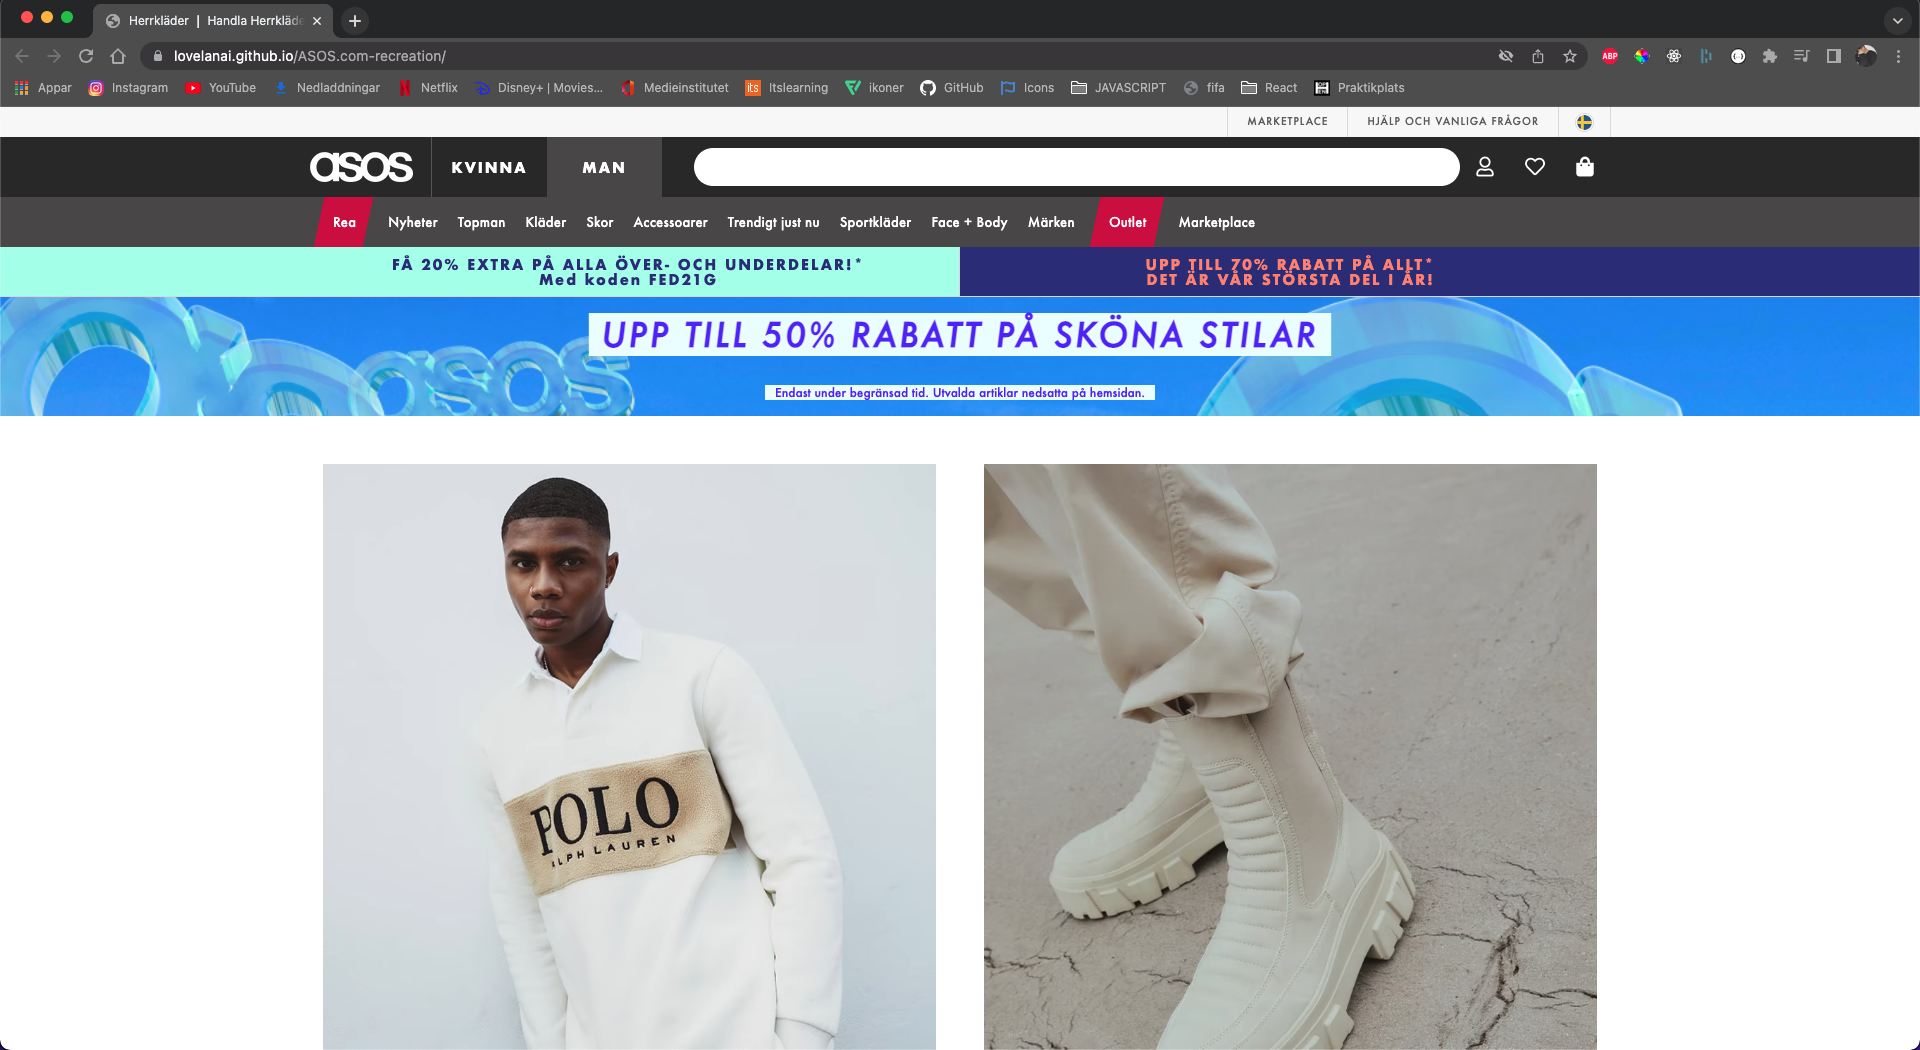 Herrkläder | Handla Herrkläde
lovelanai.github.io/ASOS.com-recreation/
ABP
Appar
Instagram
YouTube
Nedladdningar
Netflix
Disney+ | Movies...
Medieinstitutet
its Itslearning
ikoner
GitHub
Icons
JAVASCRIPT
fifa
React
Praktikplats
MARKETPLACE
HJÄLP OCH VANLIGA FRÅGOR
asos
KVINNA
MAN
Rea
Nyheter
Topman
Kläder
Skor
Accessoarer
Trendigt just nu
Sportkläder
Face + Body
Märken
Outlet
Marketplace
FÅ 20% EXTRA PÅ ALLA ÖVER- OCH UNDERDELAR!*
Med koden FED21G
UPP TILL 70% RABATT PÅ ALLT*
DET ÄR VÅR STÖRSTA DEL I ÅR!
asos
UPP TILL 50% RABATT PÅ SKÖNA STILAR
Endast under begränsad tid. Utvalda artiklar nedsatta på hemsidan.
POLO
RALPH LAUREN